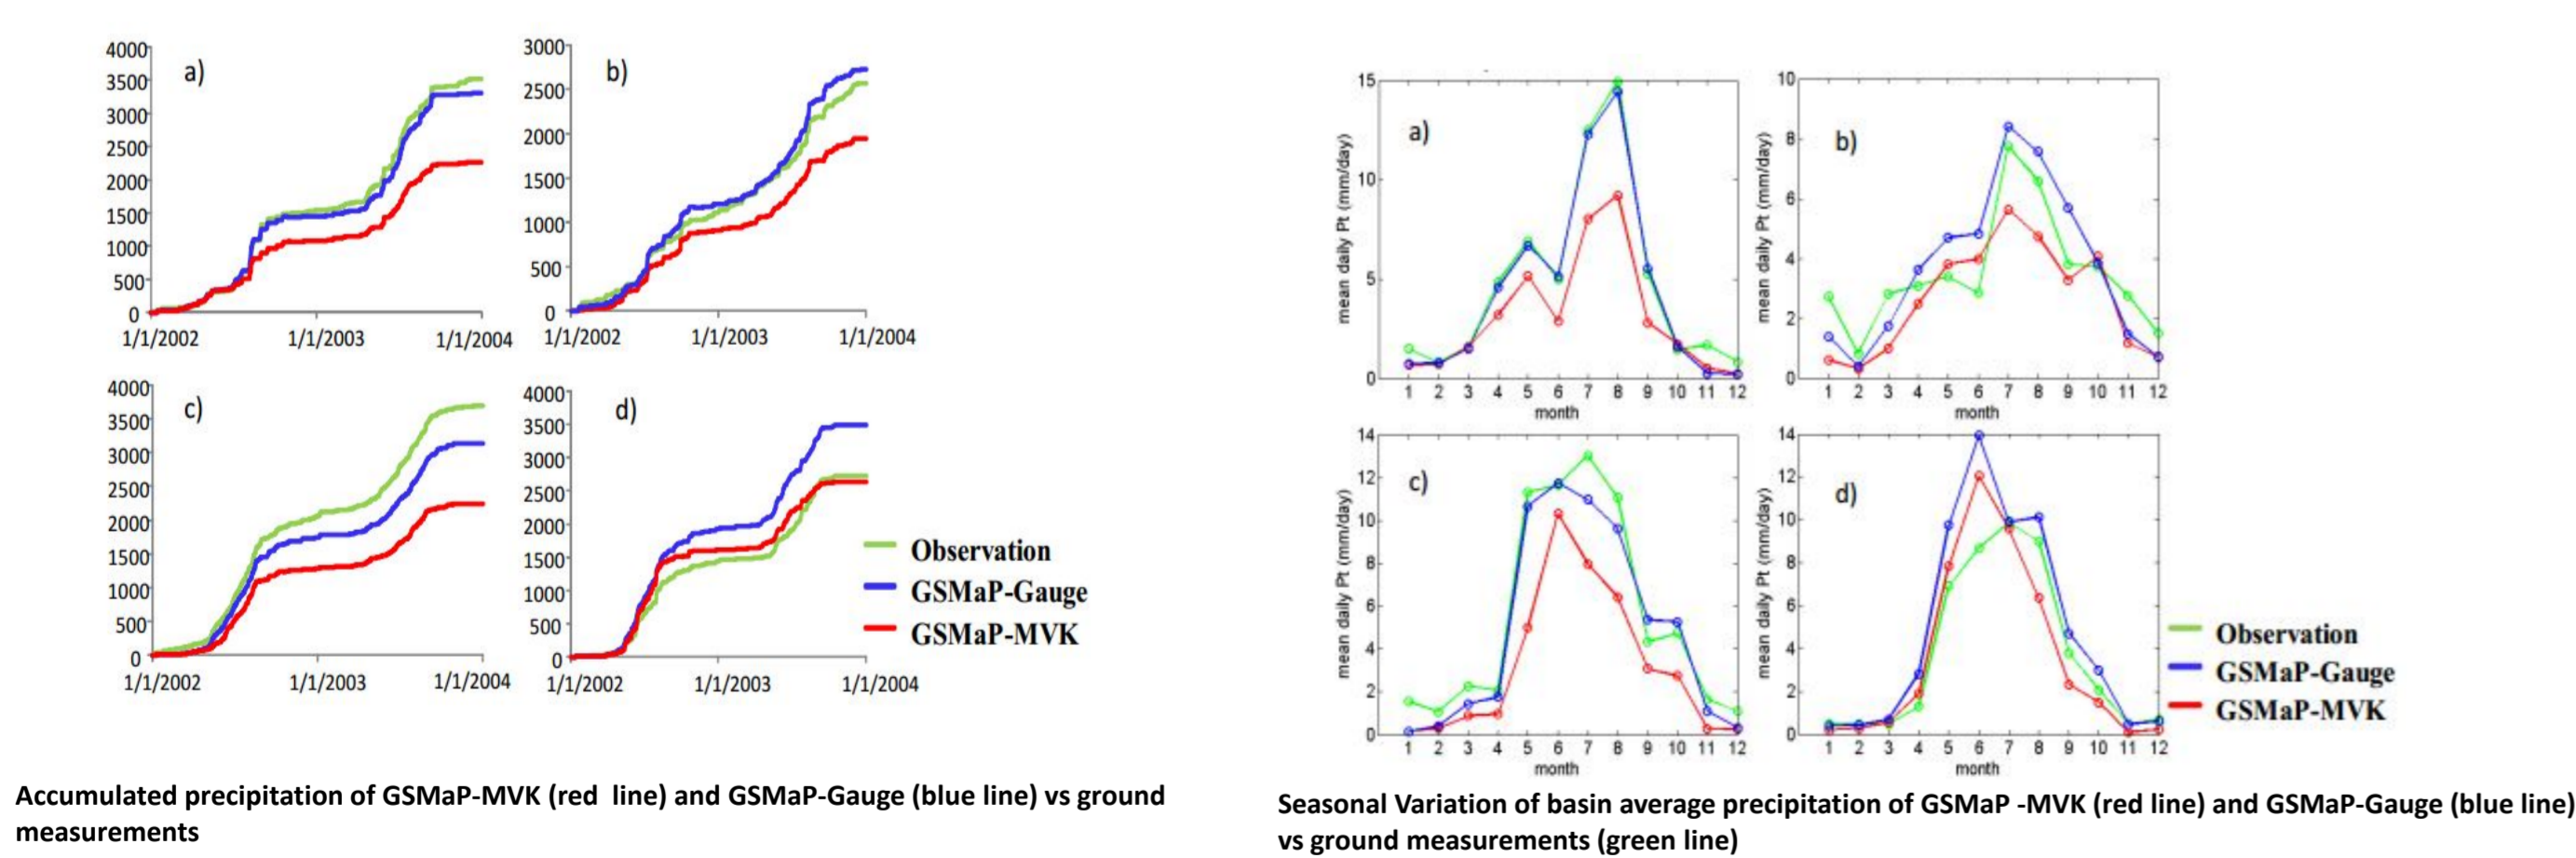 a)
4000
3500
3000
2500
2000
1500
1000
500
0
1/1/2002
1/1/2003
1/1/2004
b)
3000
2500
2000
1500
1000
500
0
1/1/2002
1/1/2003
1/1/2004
c)
4000
3500
3000
2500
2000
1500
1000
500
0
1/1/2002
1/1/2003
1/1/2004
d)
4000
3500
3000
2500
2000
1500
1000
500
0
1/1/2002
1/1/2003
1/1/2004
Observation
GSMaP-Gauge
GSMaP-MVK
Accumulated precipitation of GSMaP-MVK (red line) and GSMaP-Gauge (blue line) vs ground
measurements
a)
mean daily Pt (mm/day)
15
10
5
0
1 2 3 4 5 6 7 8 9 10 11 12
month
b)
mean daily Pt (mm/day)
10
8
6
4
2
0
1 2 3 4 5 6 7 8 9 10 11 12
month
c)
mean daily Pt (mm/day)
14
12
10
8
6
4
2
0
1 2 3 4 5 6 7 8 9 10 11 12
month
d)
mean daily Pt (mm/day)
14
12
10
8
6
4
2
0
1 2 3 4 5 6 7 8 9 10 11 12
month
Observation
GSMaP-Gauge
GSMaP-MVK
Seasonal Variation of basin average precipitation of GSMaP -MVK (red line) and GSMaP-Gauge (blue line)
vs ground measurements (green line)